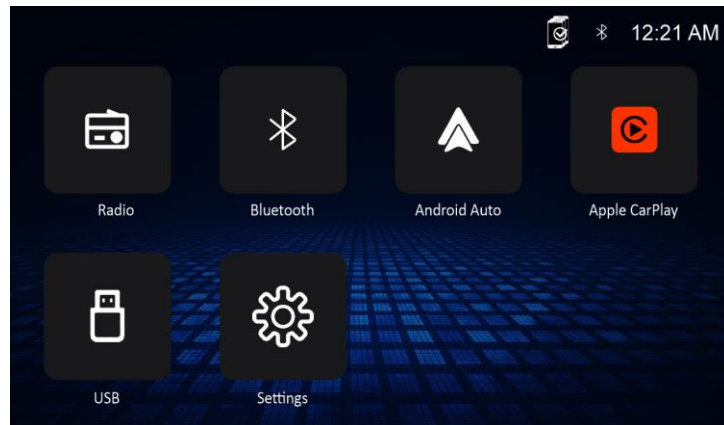 12:21 AM
Radio
Bluetooth
Android Auto
Apple CarPlay
USB
Settings